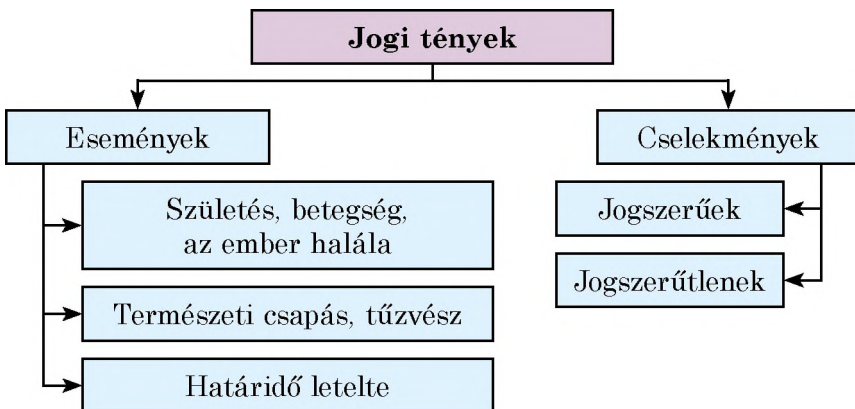 Jogi tények
Események
Cselekmények
Születés, betegség,
az ember halála
Természeti csapás, tűzvész
Határidő letelte
Jogszerűek
Jogszerűtlenek